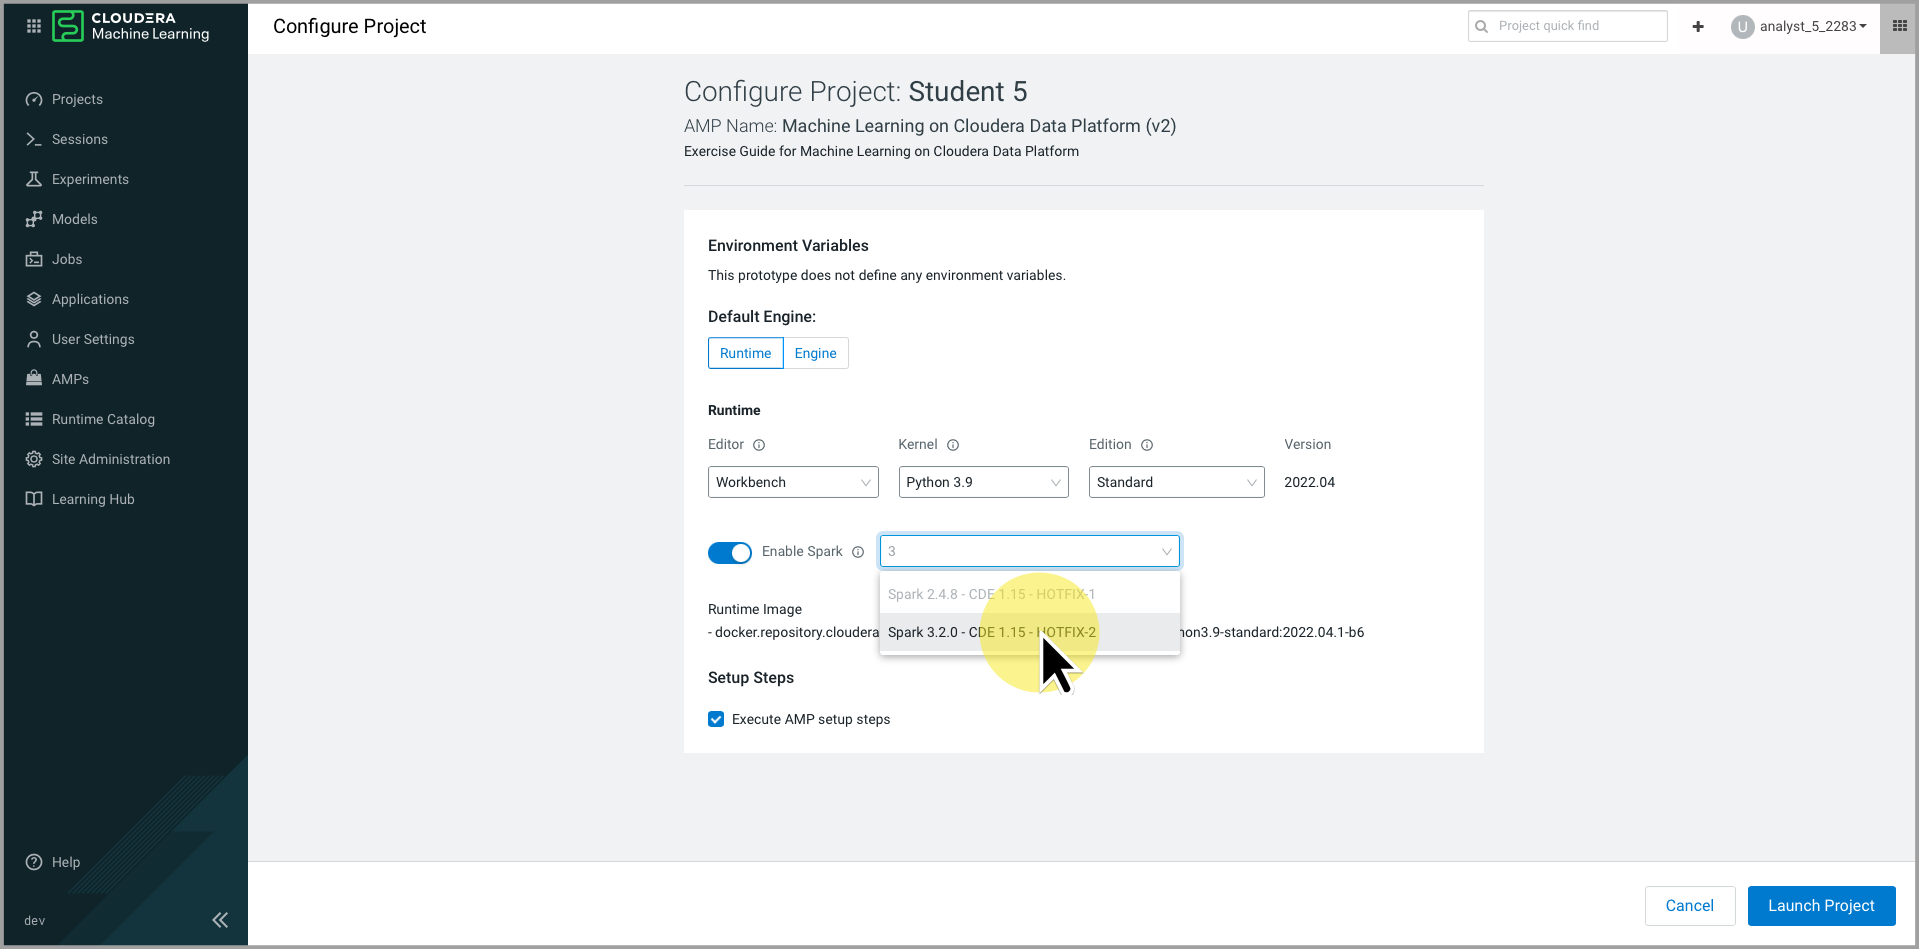 CLOUDERA
Machine Learning
Configure Project
Project quick find
U
analyst_5_2283
Projects
Sessions
Experiments
Models
Jobs
Applications
User Settings
AMPs
Runtime Catalog
Site Administration
Learning Hub
Help
dev
Configure Project: Student 5
AMP Name: Machine Learning on Cloudera Data Platform (v2)
Exercise Guide for Machine Learning on Cloudera Data Platform
Environment Variables
This prototype does not define any environment variables.
Default Engine:
Runtime Engine
Runtime
Editor Kernel Edition Version
Workbench Python 3.9 Standard 2022.04
Enable Spark 3
Spark 2.4.8 - CDE 1.15 - HOTFIX-1
Spark 3.2.0 - CDE 1.15 - HOTFIX-2
Runtime Image
- docker.repository.cloudera hon3.9-standard:2022.04.1-b6
Setup Steps
Execute AMP setup steps
Cancel Launch Project